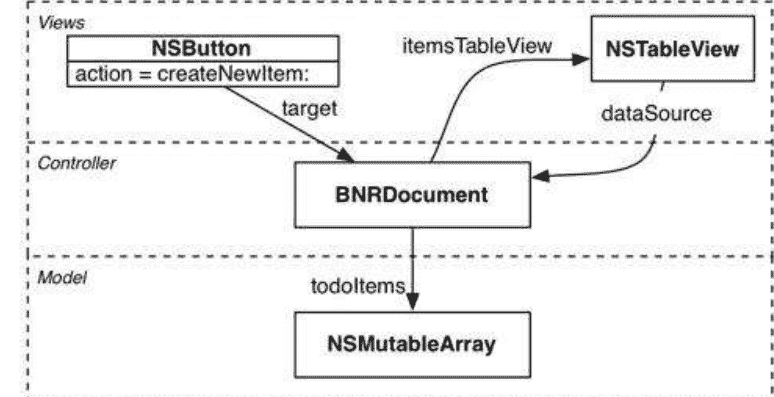 Views
NSButton
action = createNewItem:
itemsTableView
NSTableView
target
dataSource
Controller
BNRDocument
Model
todoItems
NSMutableArray